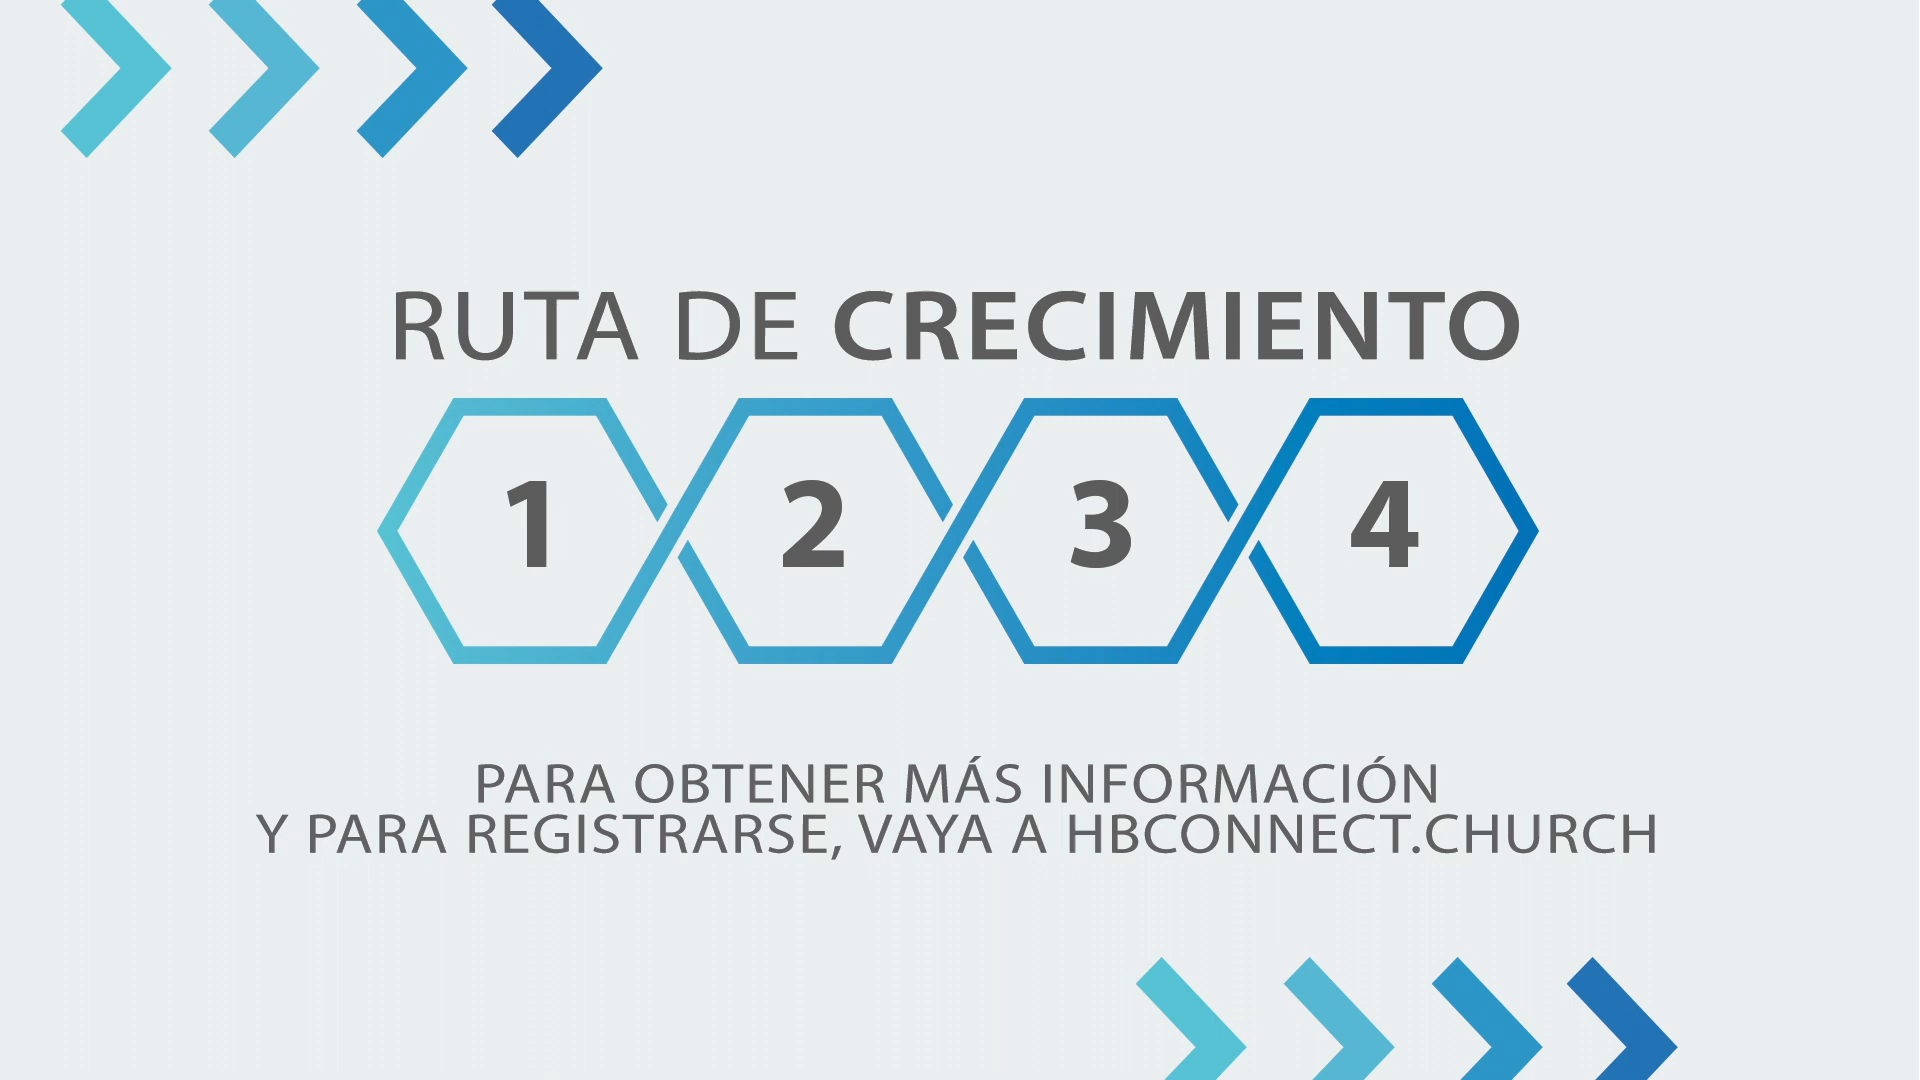 RUTA DE CRECIMIENTO
1 2 3 4
PARA OBTENER MÁS INFORMACIÓN
Y PARA REGISTRARSE, VAYA A HBCONNECT.CHURCH